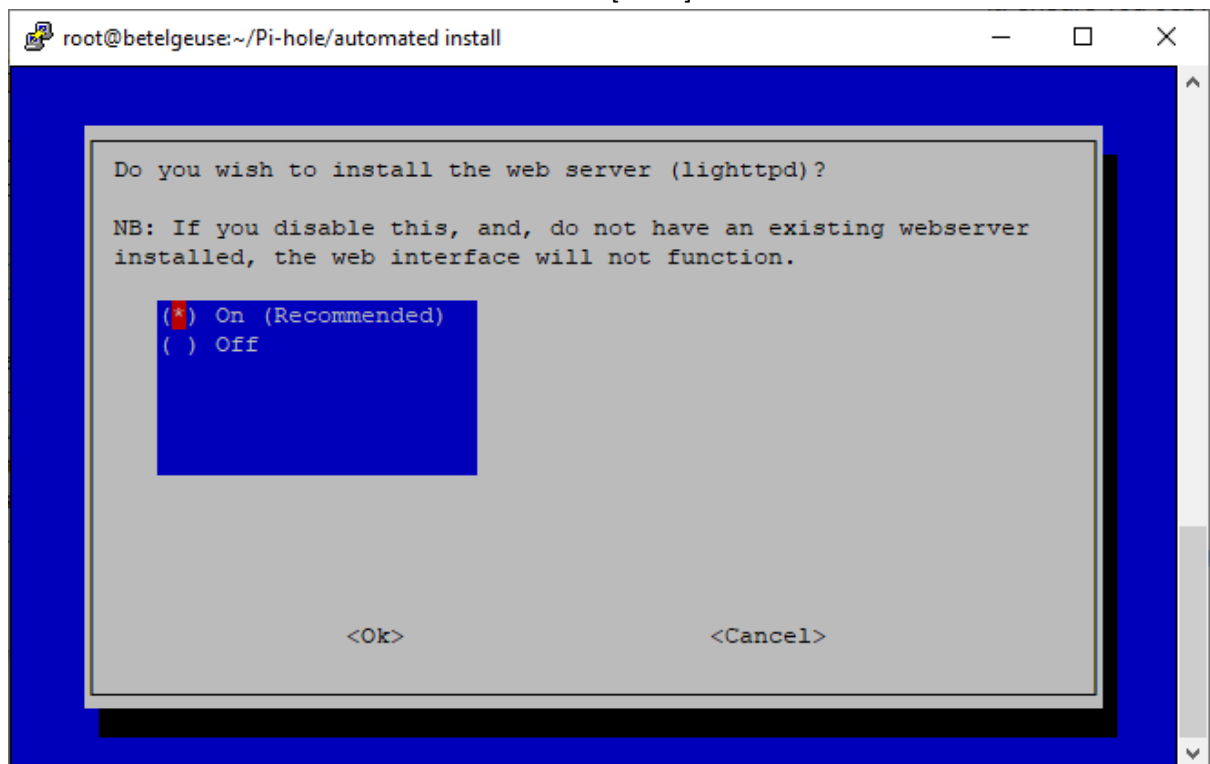 root@betelgeuse:~/Pi-hole/automated install
Do you wish to install the web server (lighttpd)?
NB: If you disable this, and, do not have an existing webserver
installed, the web interface will not function.
(*) On (Recommended)
( ) Off
<Ok> <Cancel>